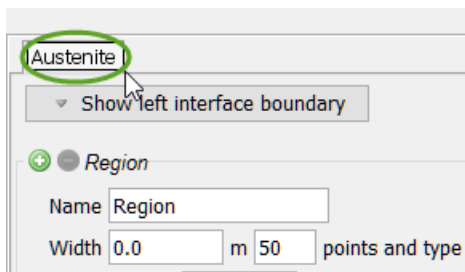 Austenite
Show left interface boundary
Region
Name Region
Width 0.0 m 50 points and type